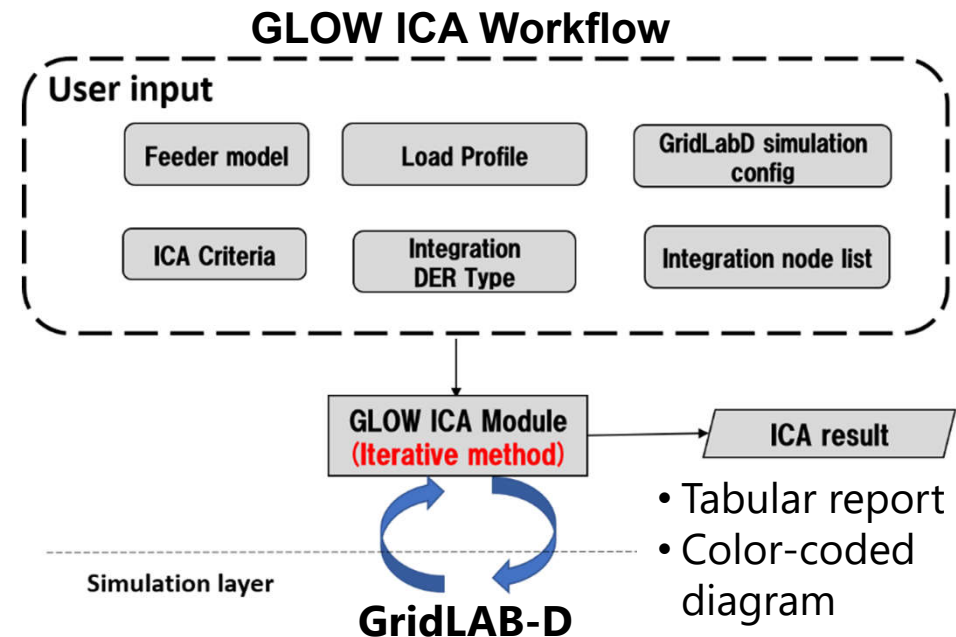 GLOW ICA Workflow
User input
Feeder model
Load Profile
GridLabD simulation
config
ICA Criteria
Integration
DER Type
Integration node list
GLOW ICA Module
(Iterative method)
ICA result
• Tabular report
• Color-coded
diagram
Simulation layer
GridLAB-D